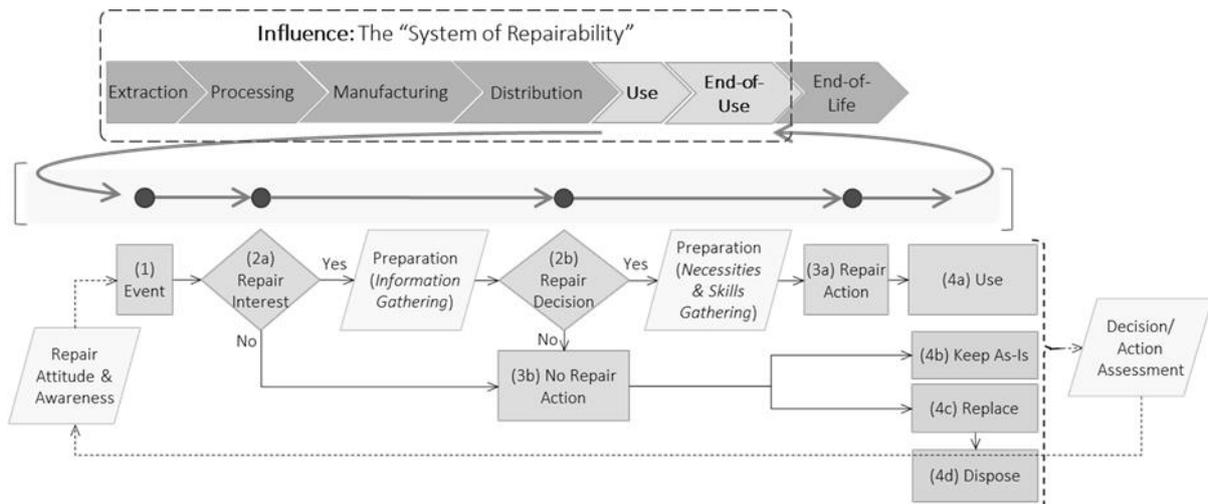 Influence: The “System of Repairability”
Extraction
Processing
Manufacturing
Distribution
Use
End-of-
Use
End-of-
Life
(1)
Event
(2a)
Repair
Interest
Yes
No
Preparation
(Information
Gathering)
(2b)
Repair
Decision
Yes
No
Preparation
(Necessities
& Skills
Gathering)
(3a) Repair
Action
(4a) Use
Repair
Attitude &
Awareness
(3b) No Repair
Action
(4b) Keep As-Is
(4c) Replace
(4d) Dispose
Decision/
Action
Assessment